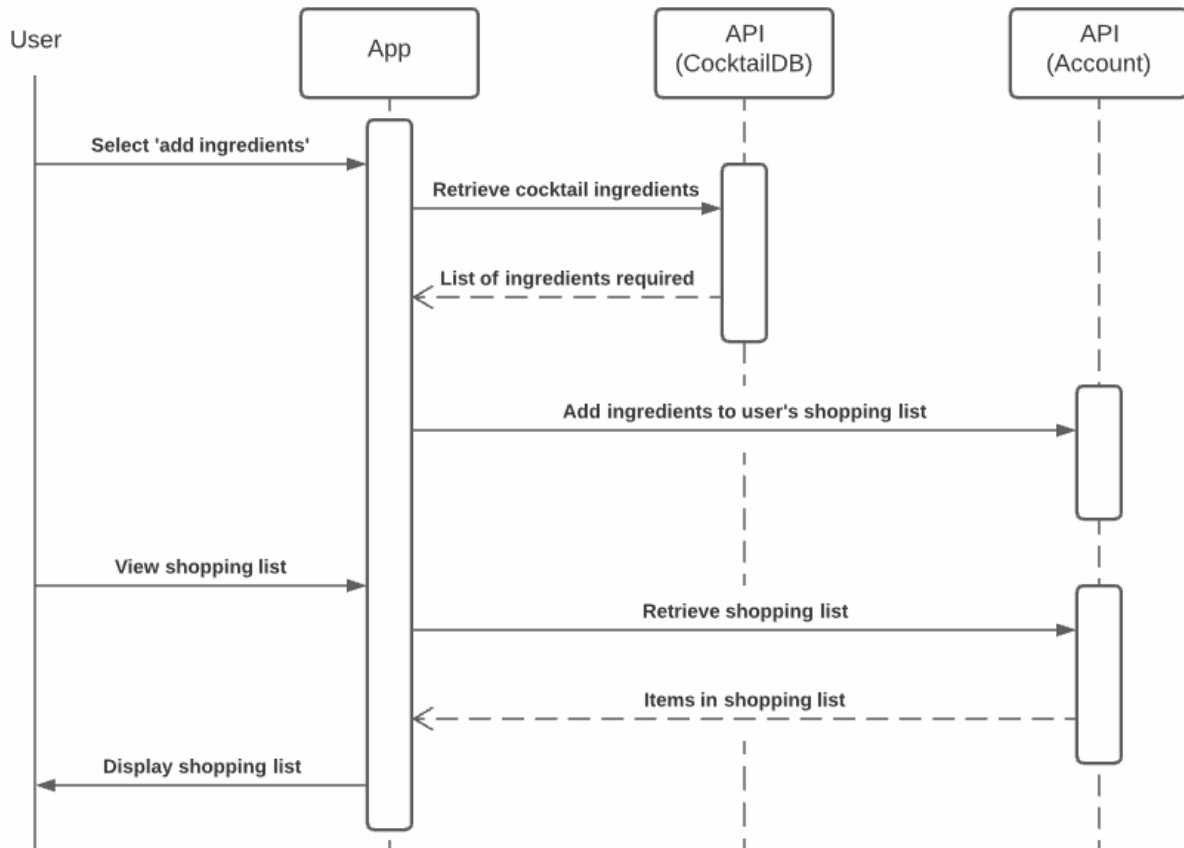 User
App
API
(CocktailDB)
API
(Account)
Select 'add ingredients'
Retrieve cocktail ingredients
List of ingredients required
Add ingredients to user's shopping list
View shopping list
Retrieve shopping list
Items in shopping list
Display shopping list